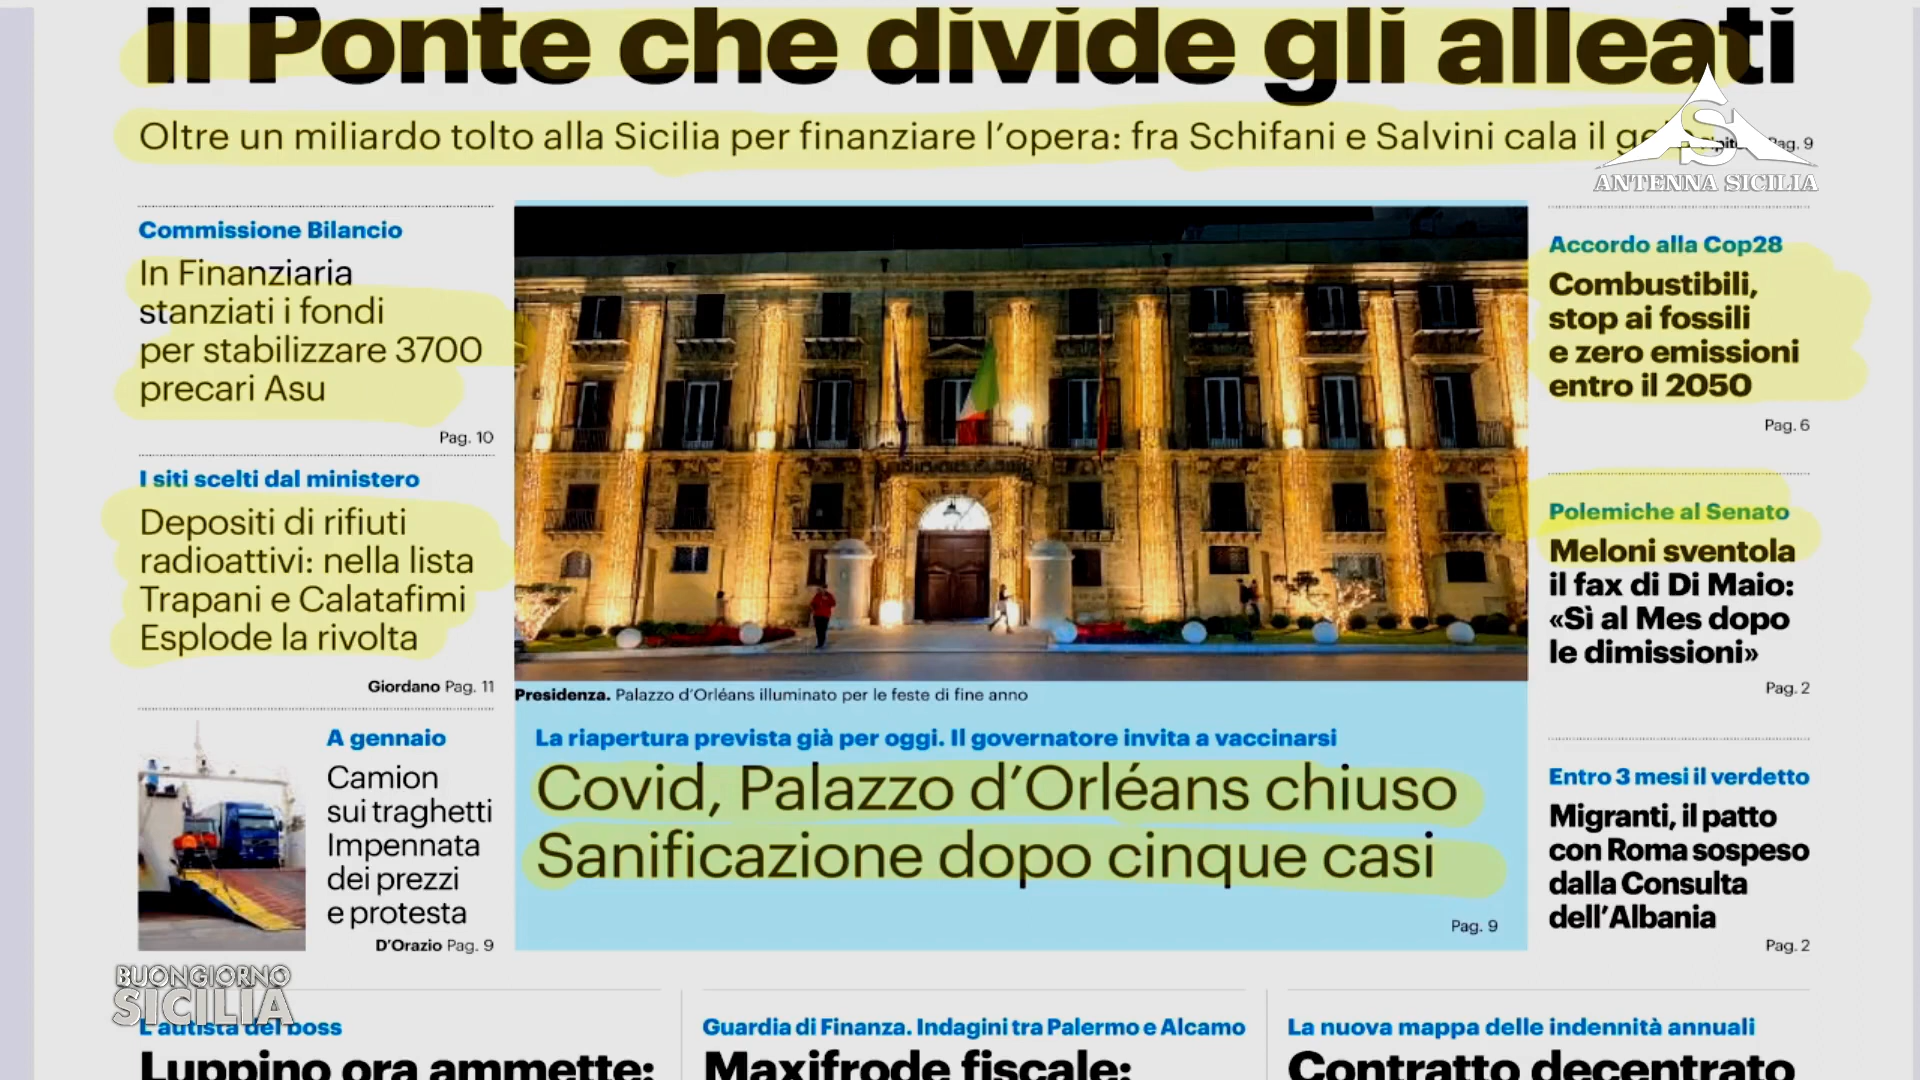 Il Ponte che divide gli alleati
Oltre un miliardo tolto alla Sicilia per finanziare l'opera: fra Schifani e Salvini cala il
Pag. 9
ANTENNA SICILIA
Commissione Bilancio
In Finanziaria
stanziati i fondi
per stabilizzare 3700
precari Asu
Pag. 10
I siti scelti dal ministero
Depositi di rifiuti
radioattivi: nella lista
Trapani e Calatafimi
Esplode la rivolta
Giordano Pag. 11
A gennaio
Camion
sui traghetti
Impennata
dei prezzi
e protesta
D'Orazio Pag. 9
Presidenza. Palazzo d'Orléans illuminato per le feste di fine anno
La riapertura prevista già per oggi. Il governatore invita a vaccinarsi
Covid, Palazzo d'Orléans chiuso
Sanificazione dopo cinque casi
Pag. 9
Accordo alla Cop28
Combustibili,
stop ai fossili
e zero emissioni
entro il 2050
Pag. 6
Polemiche al Senato
Meloni sventola
il fax di Di Maio:
«Sì al Mes dopo
le dimissioni»
Pag. 2
Entro 3 mesi il verdetto
Migranti, il patto
con Roma sospeso
dalla Consulta
dell'Albania
Pag. 2
BUONGIORNO
SICILIA
L'autista del boss
Luppino ora ammette:
Guardia di Finanza. Indagini tra Palermo e Alcamo
Maxifrode fiscale:
La nuova mappa delle indennità annuali
Contratto decentrato